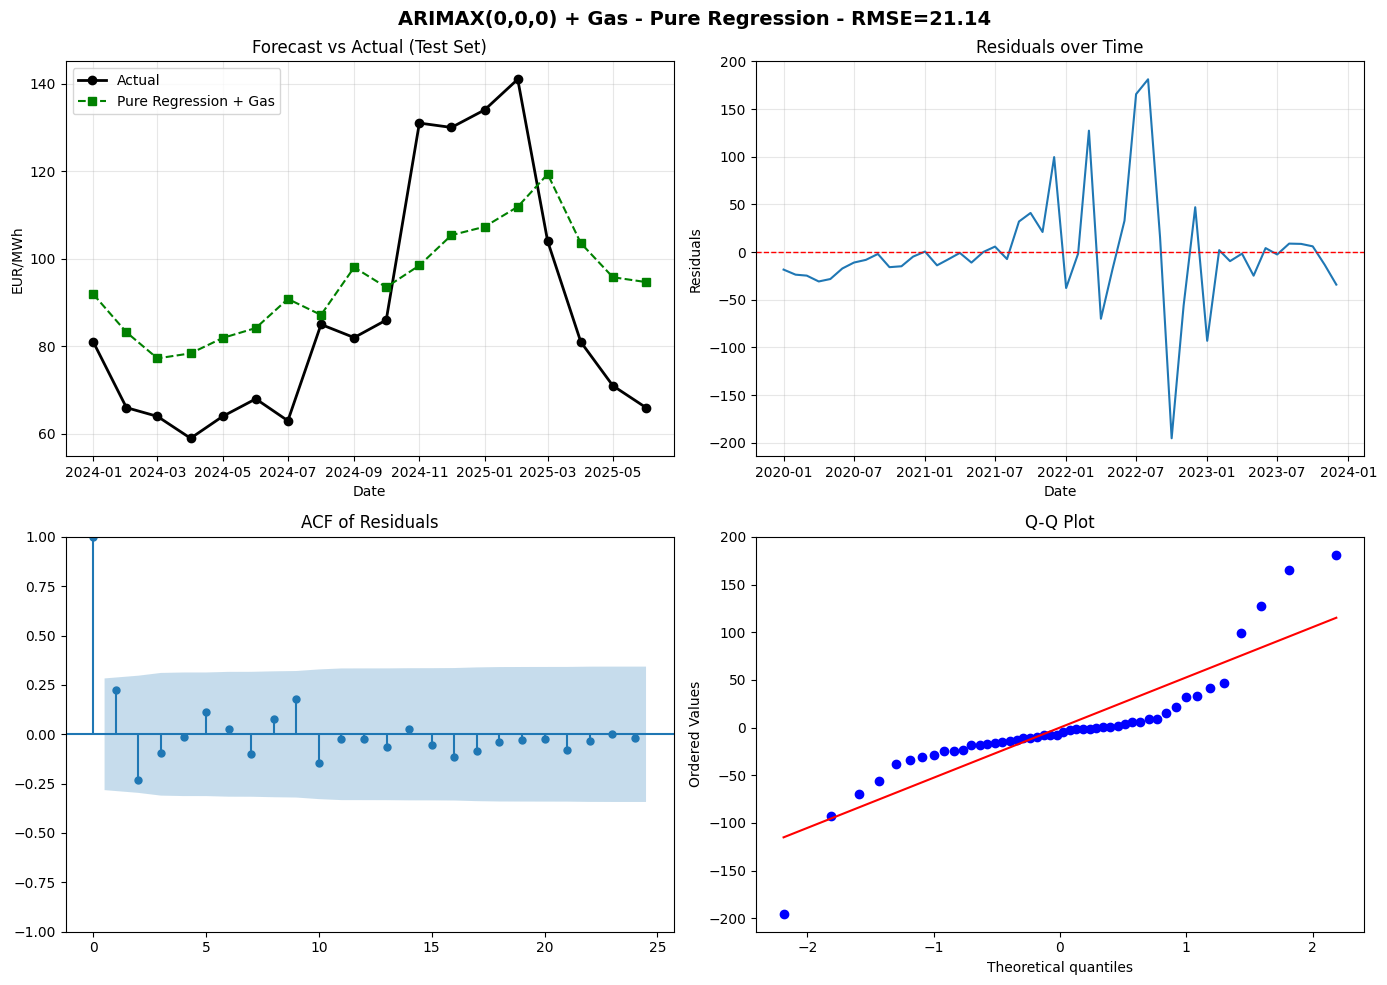 ARIMAX(0,0,0) + Gas - Pure Regression - RMSE=21.14
Forecast vs Actual (Test Set)
Actual
Pure Regression + Gas
EUR/MWh
140
120
100
80
60
2024-01 2024-03 2024-05 2024-07 2024-09 2024-11 2025-01 2025-03 2025-05
Date
Residuals over Time
Residuals
200
150
100
50
0
−50
−100
−150
−200
2020-01 2020-07 2021-01 2021-07 2022-01 2022-07 2023-01 2023-07 2024-01
Date
ACF of Residuals
1.00
0.75
0.50
0.25
0.00
−0.25
−0.50
−0.75
−1.00
0 5 10 15 20 25
Q-Q Plot
Ordered Values
200
150
100
50
0
−50
−100
−150
−200
−2 −1 0 1 2
Theoretical quantiles